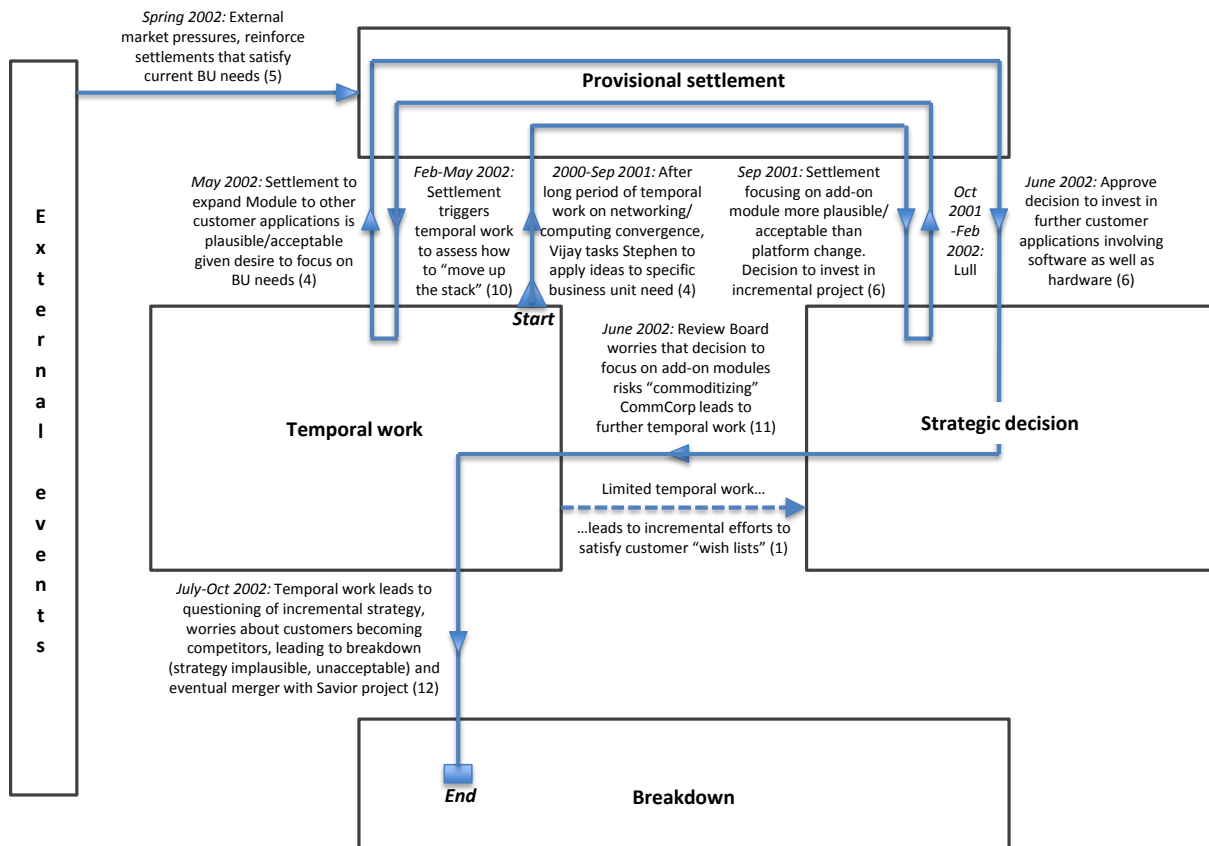 Spring 2002: External
market pressures, reinforce
settlements that satisfy
current BU needs (5)
Provisional settlement
External events
May 2002: Settlement to
expand Module to other
customer applications is
plausible/acceptable
given desire to focus on
BU needs (4)
Feb-May 2002:
Settlement
triggers
temporal work
to assess how
to “move up
the stack” (10)
2000-Sep 2001: After
long period of temporal
work on networking/
computing convergence,
Vijay tasks Stephen to
apply ideas to specific
business unit need (4)
Sep 2001: Settlement
focusing on add-on
module more plausible/
acceptable than
platform change.
Decision to invest in
incremental project (6)
Oct
2001
-Feb
2002:
Lull
June 2002: Approve
decision to invest in
further customer
applications involving
software as well as
hardware (6)
Start
June 2002: Review Board
worries that decision to
focus on add-on modules
risks “commoditizing”
CommCorp leads to
further temporal work (11)
Temporal work
Strategic decision
Limited temporal work…
…leads to incremental efforts to
satisfy customer “wish lists” (1)
July-Oct 2002: Temporal work leads to
questioning of incremental strategy,
worries about customers becoming
competitors, leading to breakdown
(strategy implausible, unacceptable) and
eventual merger with Savior project (12)
End
Breakdown